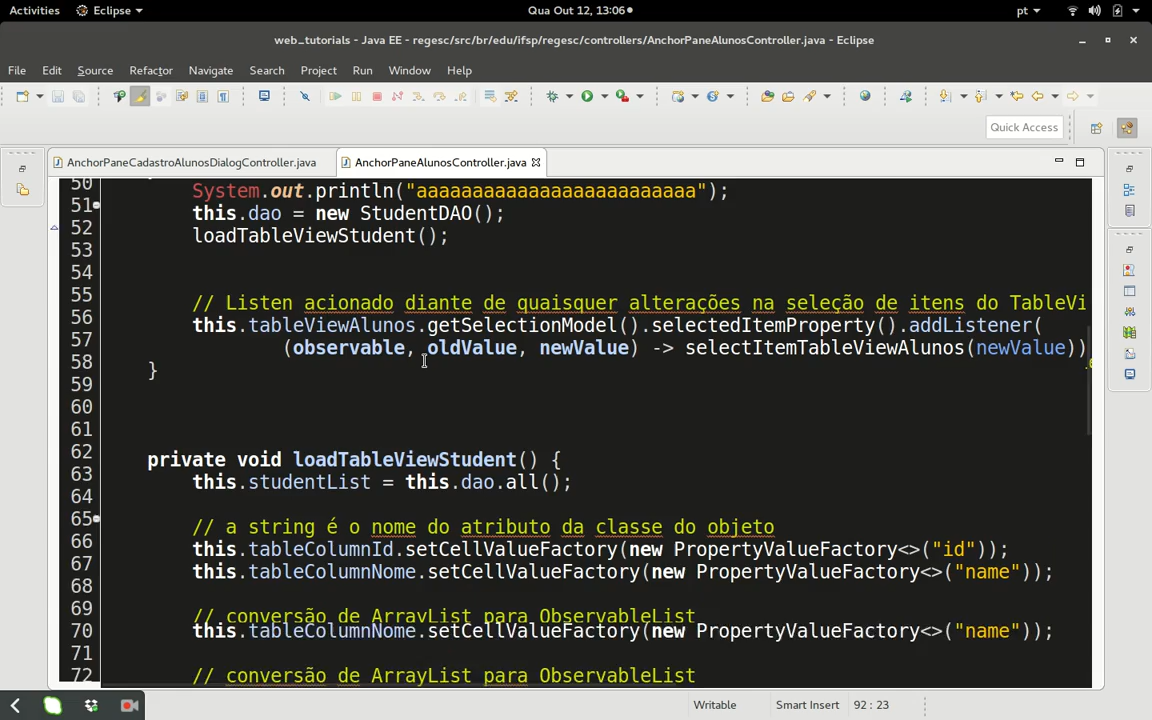 Activities Eclipse Qua Out 12, 13:06 pt
web_tutorials - Java EE - regesc/src/br/edu/ifsp/regesc/controllers/AnchorPaneAlunosController.java - Eclipse
File Edit Source Refactor Navigate Search Project Run Window Help
Quick Access
AnchorPaneCadastroAlunosDialogController.java AnchorPaneAlunosController.java
50 System.out.println("aaaaaaaaaaaaaaaaaaaaaaaaa");
51 this.dao = new StudentDAO();
52 loadTableViewStudent();
53
54
55 // Listen acionado diante de quaisquer alterações na seleção de itens do TableVi
56 this.tableViewAlunos.getSelectionModel().selectedItemProperty().addListener(
57 (observable, oldValue, newValue) -> selectItemTableViewAlunos(newValue))
58 }
59
60
61
62 private void loadTableViewStudent() {
63 this.studentList = this.dao.all();
64
65 // a string é o nome do atributo da classe do objeto
66 this.tableColumnId.setCellValueFactory(new PropertyValueFactory<>("id"));
67 this.tableColumnNome.setCellValueFactory(new PropertyValueFactory<>("name"));
68
69 // conversão de ArrayList para ObservableList
70 this.tableColumnNome.setCellValueFactory(new PropertyValueFactory<>("name"));
71
72 // conversão de ArrayList para ObservableList
Writable Smart Insert 92 : 23